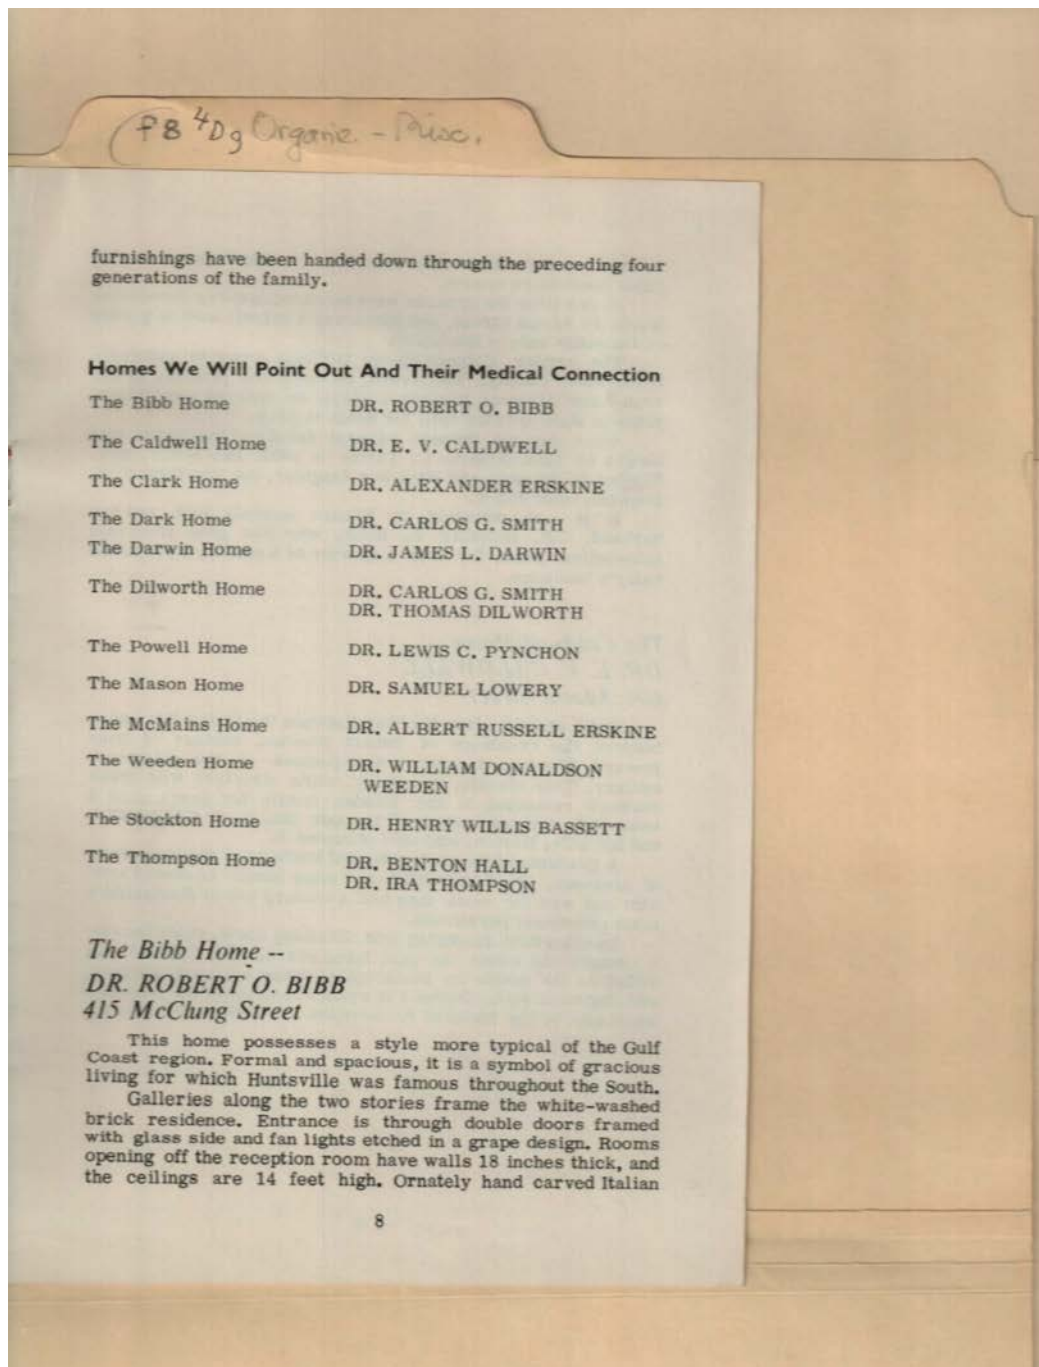 f8 4Dg Organic - Misc.
furnishings have been handed down through the preceding four
generations of the family.
Homes We Will Point Out And Their Medical Connection
The Bibb Home DR. ROBERT O. BIBB
The Caldwell Home DR. E. V. CALDWELL
The Clark Home DR. ALEXANDER ERSKINE
The Dark Home DR. CARLOS G. SMITH
The Darwin Home DR. JAMES L. DARWIN
The Dilworth Home DR. CARLOS G. SMITH
DR. THOMAS DILWORTH
The Powell Home DR. LEWIS C. PYNCHON
The Mason Home DR. SAMUEL LOWERY
The McMains Home DR. ALBERT RUSSELL ERSKINE
The Weeden Home DR. WILLIAM DONALDSON
WEEDEN
The Stockton Home DR. HENRY WILLIS BASSETT
The Thompson Home DR. BENTON HALL
DR. IRA THOMPSON
The Bibb Home --
DR. ROBERT O. BIBB
415 McClung Street
This home possesses a style more typical of the Gulf
Coast region. Formal and spacious, it is a symbol of gracious
living for which Huntsville was famous throughout the South.
Galleries along the two stories frame the white-washed
brick residence. Entrance is through double doors framed
with glass side and fan lights etched in a grape design. Rooms
opening off the reception room have walls 18 inches thick, and
the ceilings are 14 feet high. Ornately hand carved Italian
8